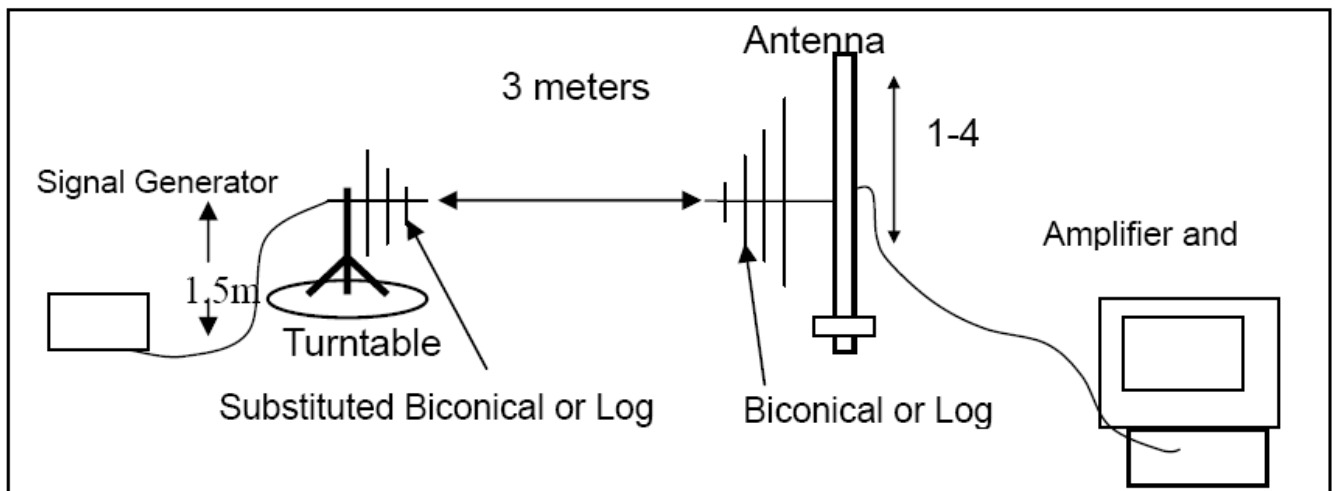 Antenna
3 meters
1-4
Signal Generator
Amplifier and
1.5m
Turntable
Substituted Biconical or Log
Biconical or Log